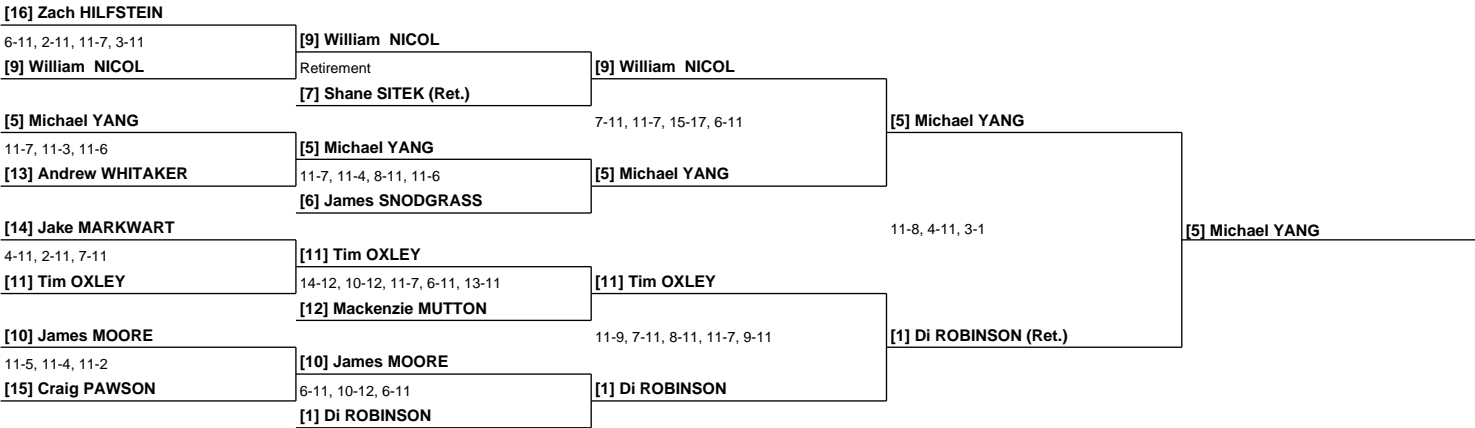 [16] Zach HILFSTEIN
6-11, 2-11, 11-7, 3-11
[9] William  NICOL
[5] Michael YANG
11-7, 11-3, 11-6
[13] Andrew WHITAKER
[14] Jake MARKWART
4-11, 2-11, 7-11
[11] Tim OXLEY
[10] James MOORE
11-5, 11-4, 11-2
[15] Craig PAWSON
[9] William  NICOL
Retirement
[7] Shane SITEK (Ret.)
[5] Michael YANG
11-7, 11-4, 8-11, 11-6
[6] James SNODGRASS
[11] Tim OXLEY
14-12, 10-12, 11-7, 6-11, 13-11
[12] Mackenzie MUTTON
[10] James MOORE
6-11, 10-12, 6-11
[1] Di ROBINSON
[9] William  NICOL
7-11, 11-7, 15-17, 6-11
[5] Michael YANG
[11] Tim OXLEY
11-9, 7-11, 8-11, 11-7, 9-11
[1] Di ROBINSON
[5] Michael YANG
11-8, 4-11, 3-1
[1] Di ROBINSON (Ret.)
[5] Michael YANG